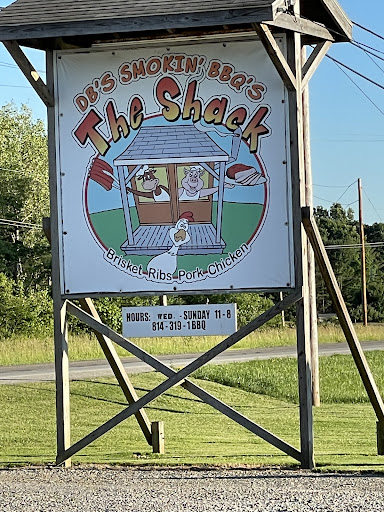 DB'S SMOKIN' BBQ'S
The Shack
Brisket Ribs Pork Chicken
HOURS: WED. - SUNDAY 11-8
814-319-1BBQ